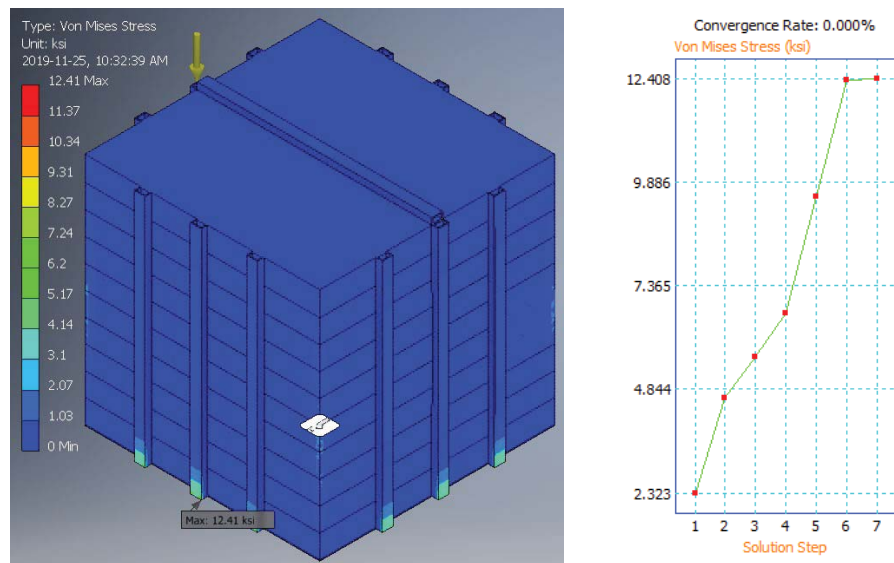 Type: Von Mises Stress
Unit: ksi
2019-11-25, 10:32:39 AM
12.41 Max
11.37
10.34
9.31
8.27
7.24
6.2
5.17
4.14
3.1
2.07
1.03
0 Min
Max: 12.41 ksi
Convergence Rate: 0.000%
Von Mises Stress (ksi)
12.408
9.886
7.365
4.844
2.323
1 2 3 4 5 6 7
Solution Step